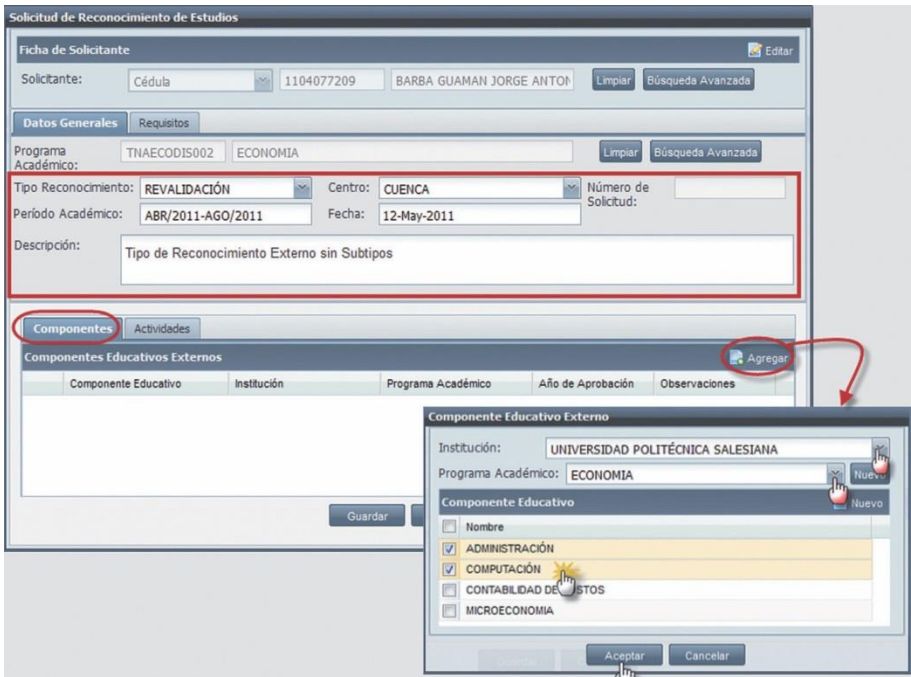 Solicitud de Reconocimiento de Estudios
Ficha de Solicitante
Editar
Solicitante: Cédula 1104077209 BARBA GUAMAN JORGE ANTON Limpiar Búsqueda Avanzada
Datos Generales Requisitos
Programa Académico: TNAECODIS002 ECONOMIA Limpiar Búsqueda Avanzada
Tipo Reconocimiento: REVALIDACIÓN Centro: CUENCA Número de Solicitud:
Período Académico: ABR/2011-AGO/2011 Fecha: 12-May-2011
Descripción: Tipo de Reconocimiento Externo sin Subtipos
Componentes Actividades
Componentes Educativos Externos Agregar
Componente Educativo Institución Programa Académico Año de Aprobación Observaciones
Guardar
Componente Educativo Externo
Institución: UNIVERSIDAD POLITÉCNICA SALESIANA
Programa Académico: ECONOMIA Nuevo
Componente Educativo Nuevo
Nombre
ADMINISTRACIÓN
COMPUTACIÓN
CONTABILIDAD DE
MICROECONOMIA
Aceptar Cancelar